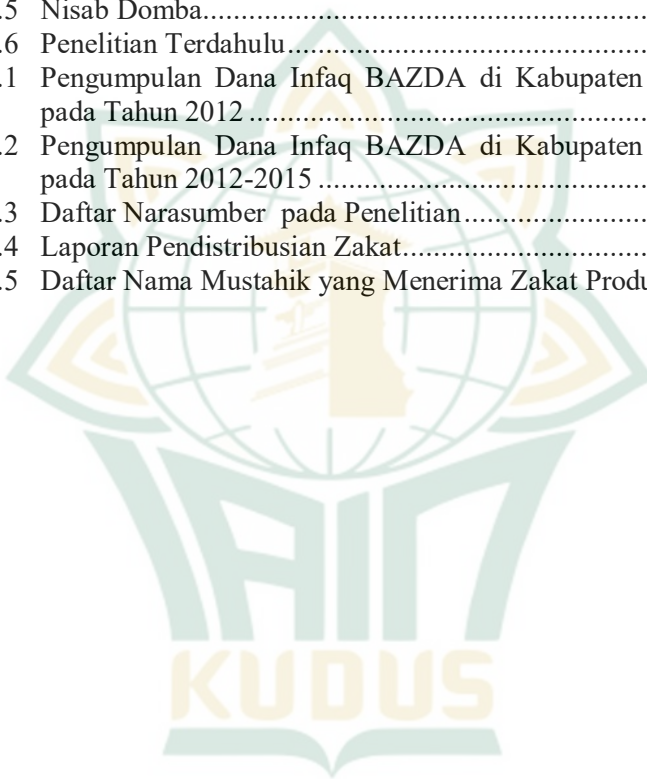 .5 Nisab Domba..........................................................
.6 Penelitian Terdahulu...............................................
.1 Pengumpulan Dana Infaq BAZDA di Kabupaten
pada Tahun 2012 ....................................................
.2 Pengumpulan Dana Infaq BAZDA di Kabupaten
pada Tahun 2012-2015 ...........................................
.3 Daftar Narasumber pada Penelitian........................
.4 Laporan Pendistribusian Zakat................................
.5 Daftar Nama Mustahik yang Menerima Zakat Produ
IAIN
KUDUS